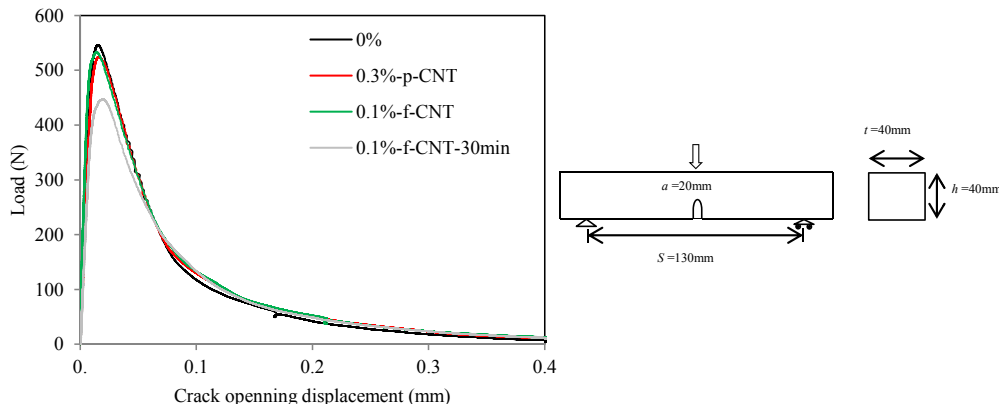 600
500
400
300
200
100
0
Load (N)
0.
0.1
0.2
0.3
0.4
Crack openning displacement (mm)
0%
0.3%-p-CNT
0.1%-f-CNT
0.1%-f-CNT-30min
a =20mm
S =130mm
t =40mm
h =40mm